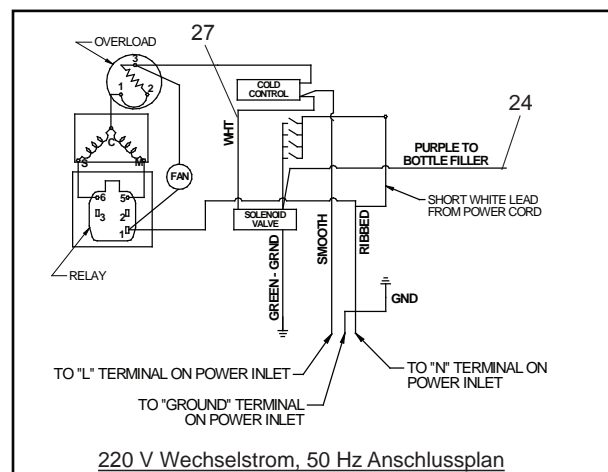 27
OVERLOAD
3
1 2
COLD
CONTROL
24
C
S M
WHT
PURPLE TO
BOTTLE FILLER
FAN
6 5
3 2
1
SOLENOID
VALVE
SHORT WHITE LEAD
FROM POWER CORD
SMOOTH
RIBBED
RELAY
GREEN - GRND
GND
TO "L" TERMINAL ON POWER INLET
TO "N" TERMINAL ON
POWER INLET
TO "GROUND" TERMINAL
ON POWER INLET
220 V Wechselstrom, 50 Hz Anschlussplan